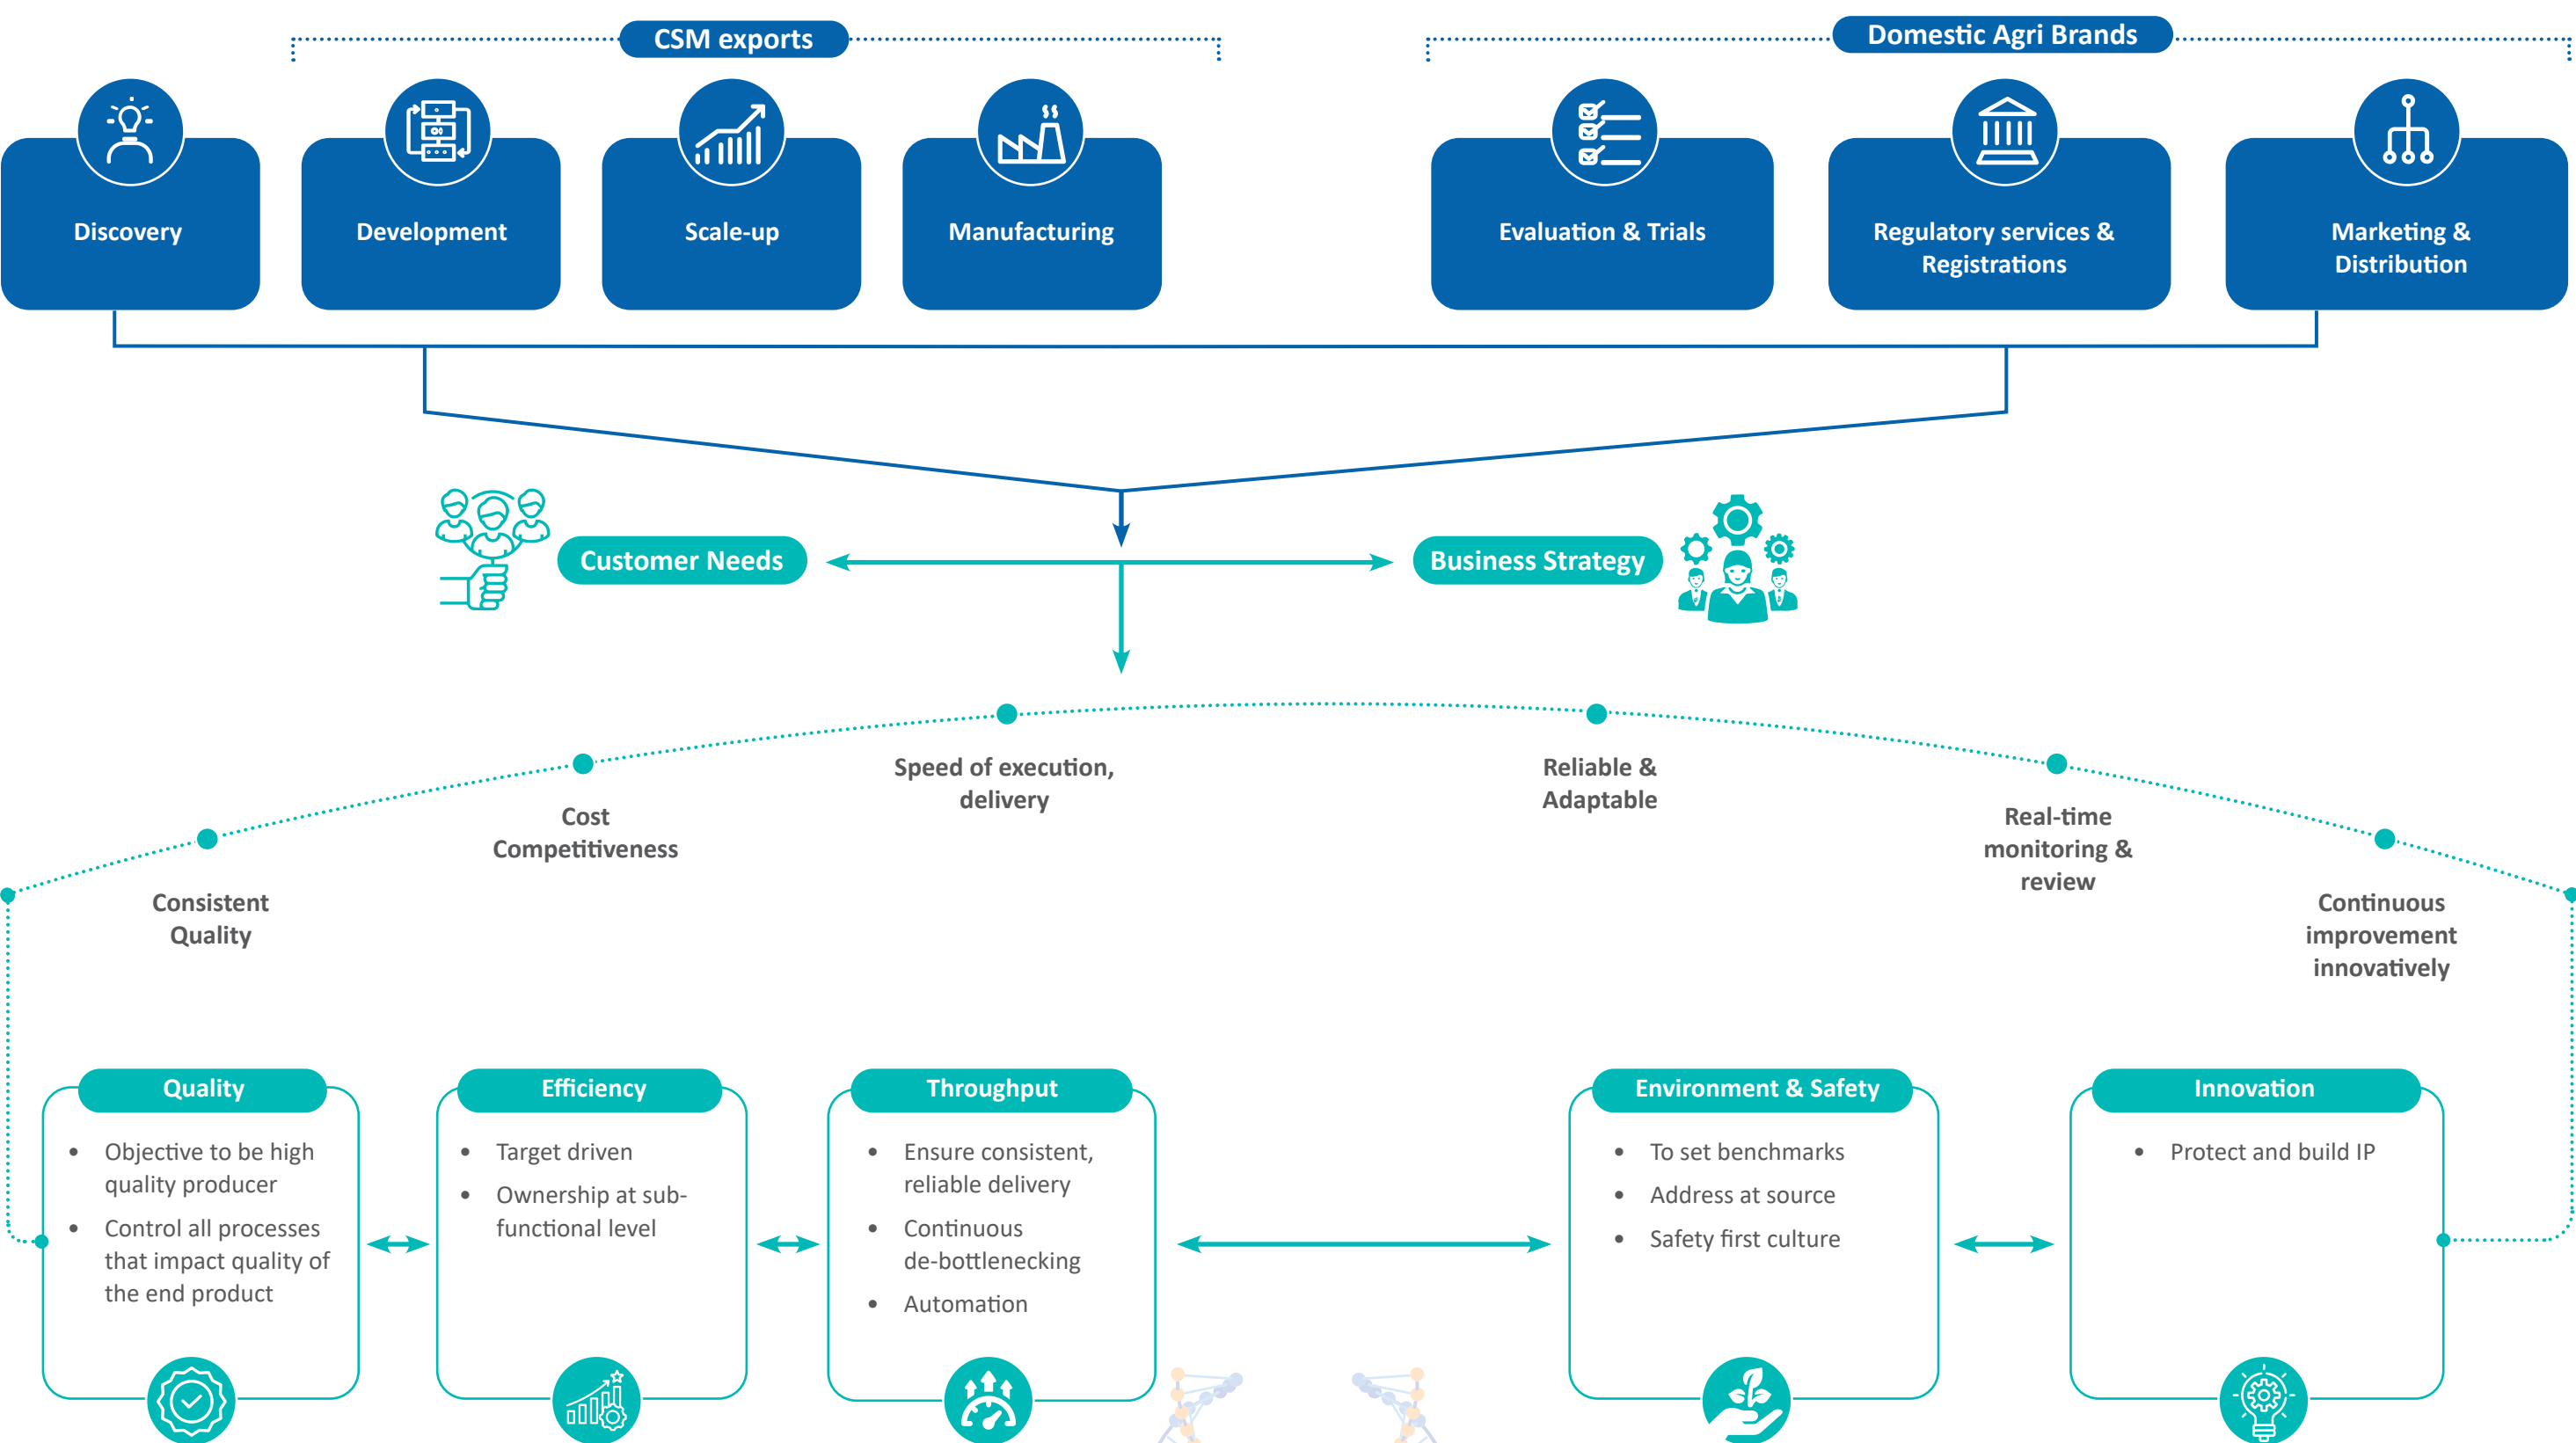 CSM exports
Domestic Agri Brands
Discovery
Development
Scale-up
Manufacturing
Evaluation & Trials
Regulatory services &
Registrations
Marketing &
Distribution
Customer Needs
Business Strategy
Consistent
Quality
Cost
Competitiveness
Speed of execution,
delivery
Reliable &
Adaptable
Real-time
monitoring &
review
Continuous
improvement
innovatively
Quality
• Objective to be high
quality producer
• Control all processes
that impact quality of
the end product
Efficiency
• Target driven
• Ownership at sub-
functional level
Throughput
• Ensure consistent,
reliable delivery
• Continuous
de-bottlenecking
• Automation
Environment & Safety
• To set benchmarks
• Address at source
• Safety first culture
Innovation
• Protect and build IP